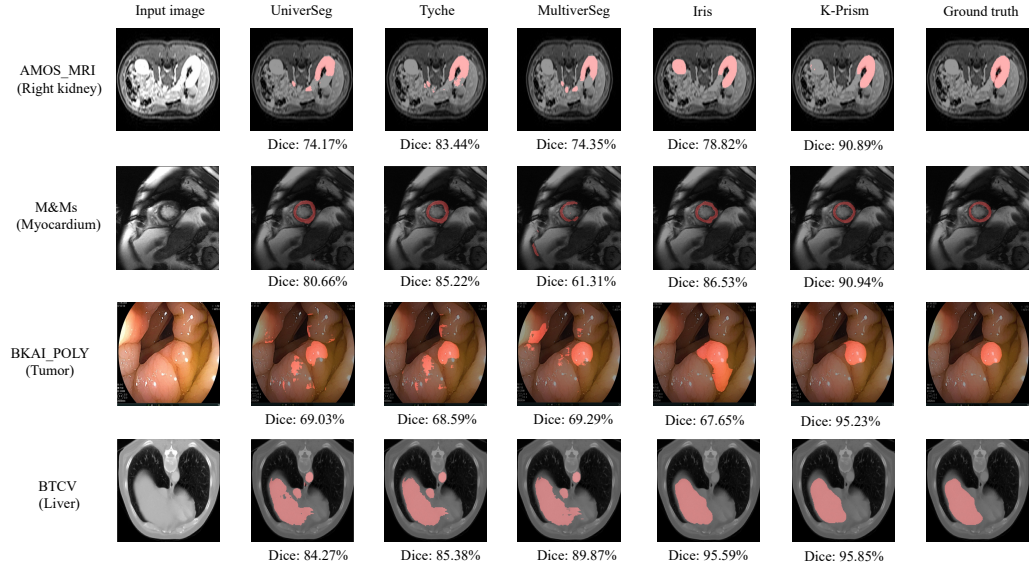 Input image UniverSeg Tyche MultiverSeg Iris K-Prism Ground truth
AMOS_MRI
(Right kidney)
Dice: 74.17% Dice: 83.44% Dice: 74.35% Dice: 78.82% Dice: 90.89%
M&Ms
(Myocardium)
Dice: 80.66% Dice: 85.22% Dice: 61.31% Dice: 86.53% Dice: 90.94%
BKAI_POLY
(Tumor)
Dice: 69.03% Dice: 68.59% Dice: 69.29% Dice: 67.65% Dice: 95.23%
BTCV
(Liver)
Dice: 84.27% Dice: 85.38% Dice: 89.87% Dice: 95.59% Dice: 95.85%